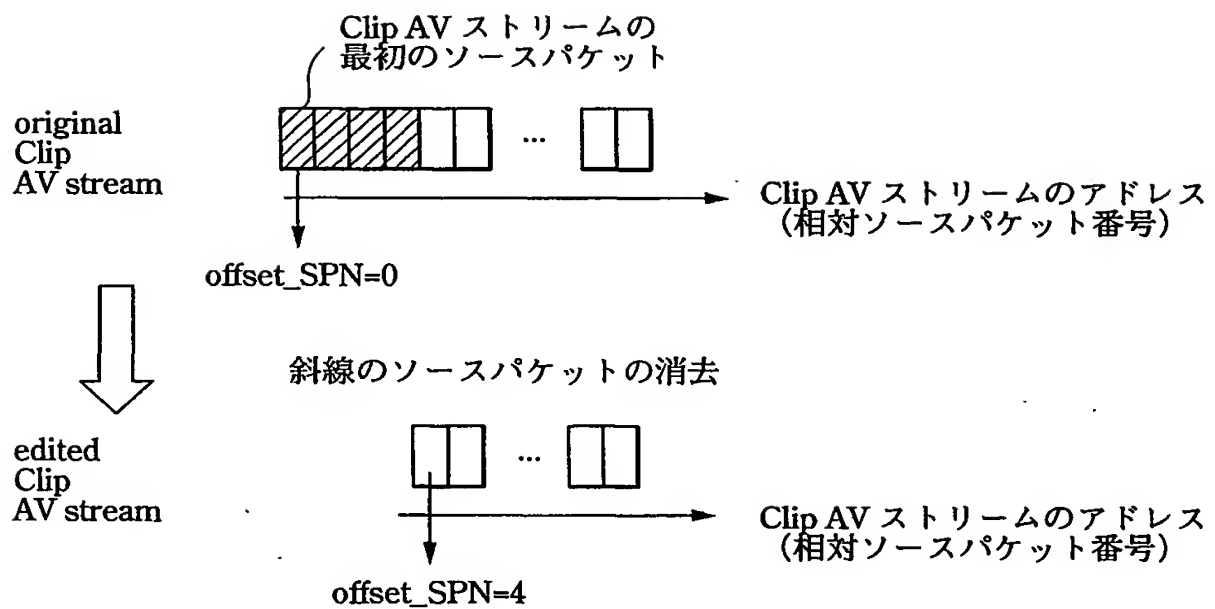 Clip AV ストリームの
最初のソースパケット
original
Clip
AV stream
...
Clip AV ストリームのアドレス
(相対ソースパケット番号)
offset_SPN=0
斜線のソースパケットの消去
edited
Clip
AV stream
...
Clip AV ストリームのアドレス
(相対ソースパケット番号)
offset_SPN=4